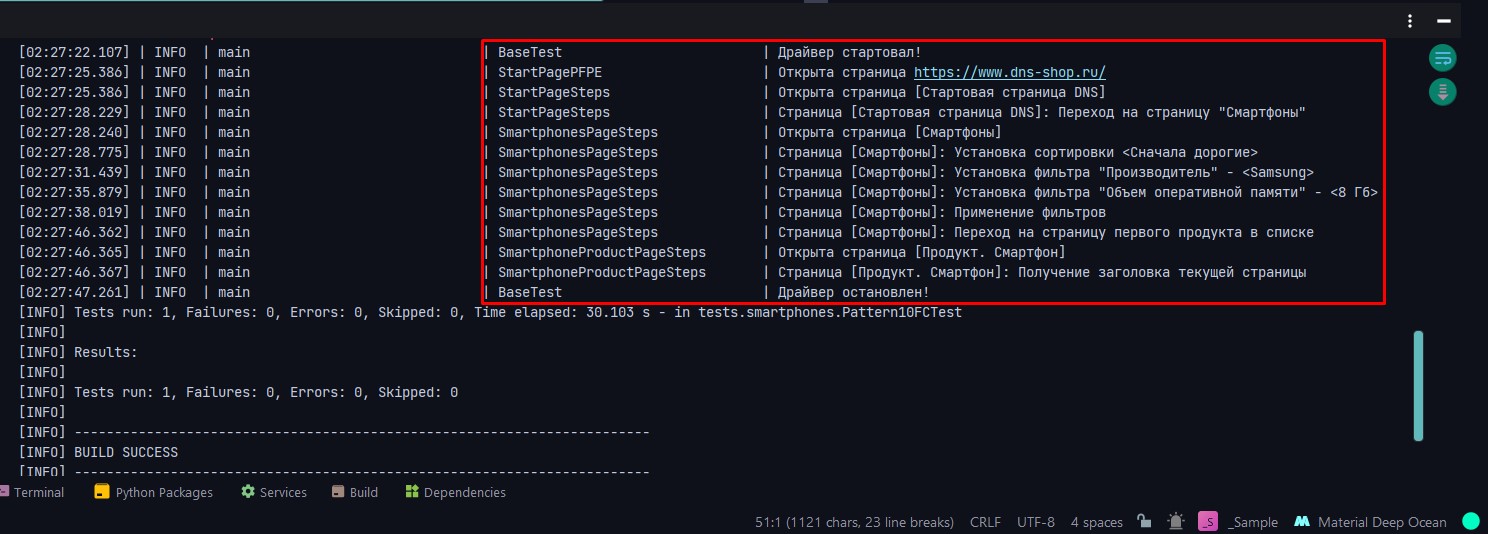 [02:27:22.107] | INFO | main | BaseTest | Драйвер стартовал!
[02:27:25.386] | INFO | main | StartPagePFPE | Открыта страница https://www.dns-shop.ru/
[02:27:25.386] | INFO | main | StartPageSteps | Открыта страница [Стартовая страница DNS]
[02:27:28.229] | INFO | main | StartPageSteps | Страница [Стартовая страница DNS]: Переход на страницу "Смартфоны"
[02:27:28.240] | INFO | main | SmartphonesPageSteps | Открыта страница [Смартфоны]
[02:27:28.775] | INFO | main | SmartphonesPageSteps | Страница [Смартфоны]: Установка сортировки <Сначала дорогие>
[02:27:31.439] | INFO | main | SmartphonesPageSteps | Страница [Смартфоны]: Установка фильтра "Производитель" - <Samsung>
[02:27:35.879] | INFO | main | SmartphonesPageSteps | Страница [Смартфоны]: Установка фильтра "Объем оперативной памяти" - <8 Гб>
[02:27:38.019] | INFO | main | SmartphonesPageSteps | Страница [Смартфоны]: Применение фильтров
[02:27:46.362] | INFO | main | SmartphonesPageSteps | Страница [Смартфоны]: Переход на страницу первого продукта в списке
[02:27:46.365] | INFO | main | SmartphoneProductPageSteps | Открыта страница [Продукт. Смартфон]
[02:27:46.367] | INFO | main | SmartphoneProductPageSteps | Страница [Продукт. Смартфон]: Получение заголовка текущей страницы
[02:27:47.261] | INFO | main | BaseTest | Драйвер остановлен!
[INFO] Tests run: 1, Failures: 0, Errors: 0, Skipped: 0, Time elapsed: 30.103 s - in tests.smartphones.Pattern10FCTest
[INFO]
[INFO] Results:
[INFO]
[INFO] Tests run: 1, Failures: 0, Errors: 0, Skipped: 0
[INFO]
[INFO] ------------------------------------------------------------------------
[INFO] BUILD SUCCESS
[INFO] ------------------------------------------------------------------------
Terminal Python Packages Services Build Dependencies
51:1 (1121 chars, 23 line breaks) CRLF UTF-8 4 spaces _S _Sample Material Deep Ocean